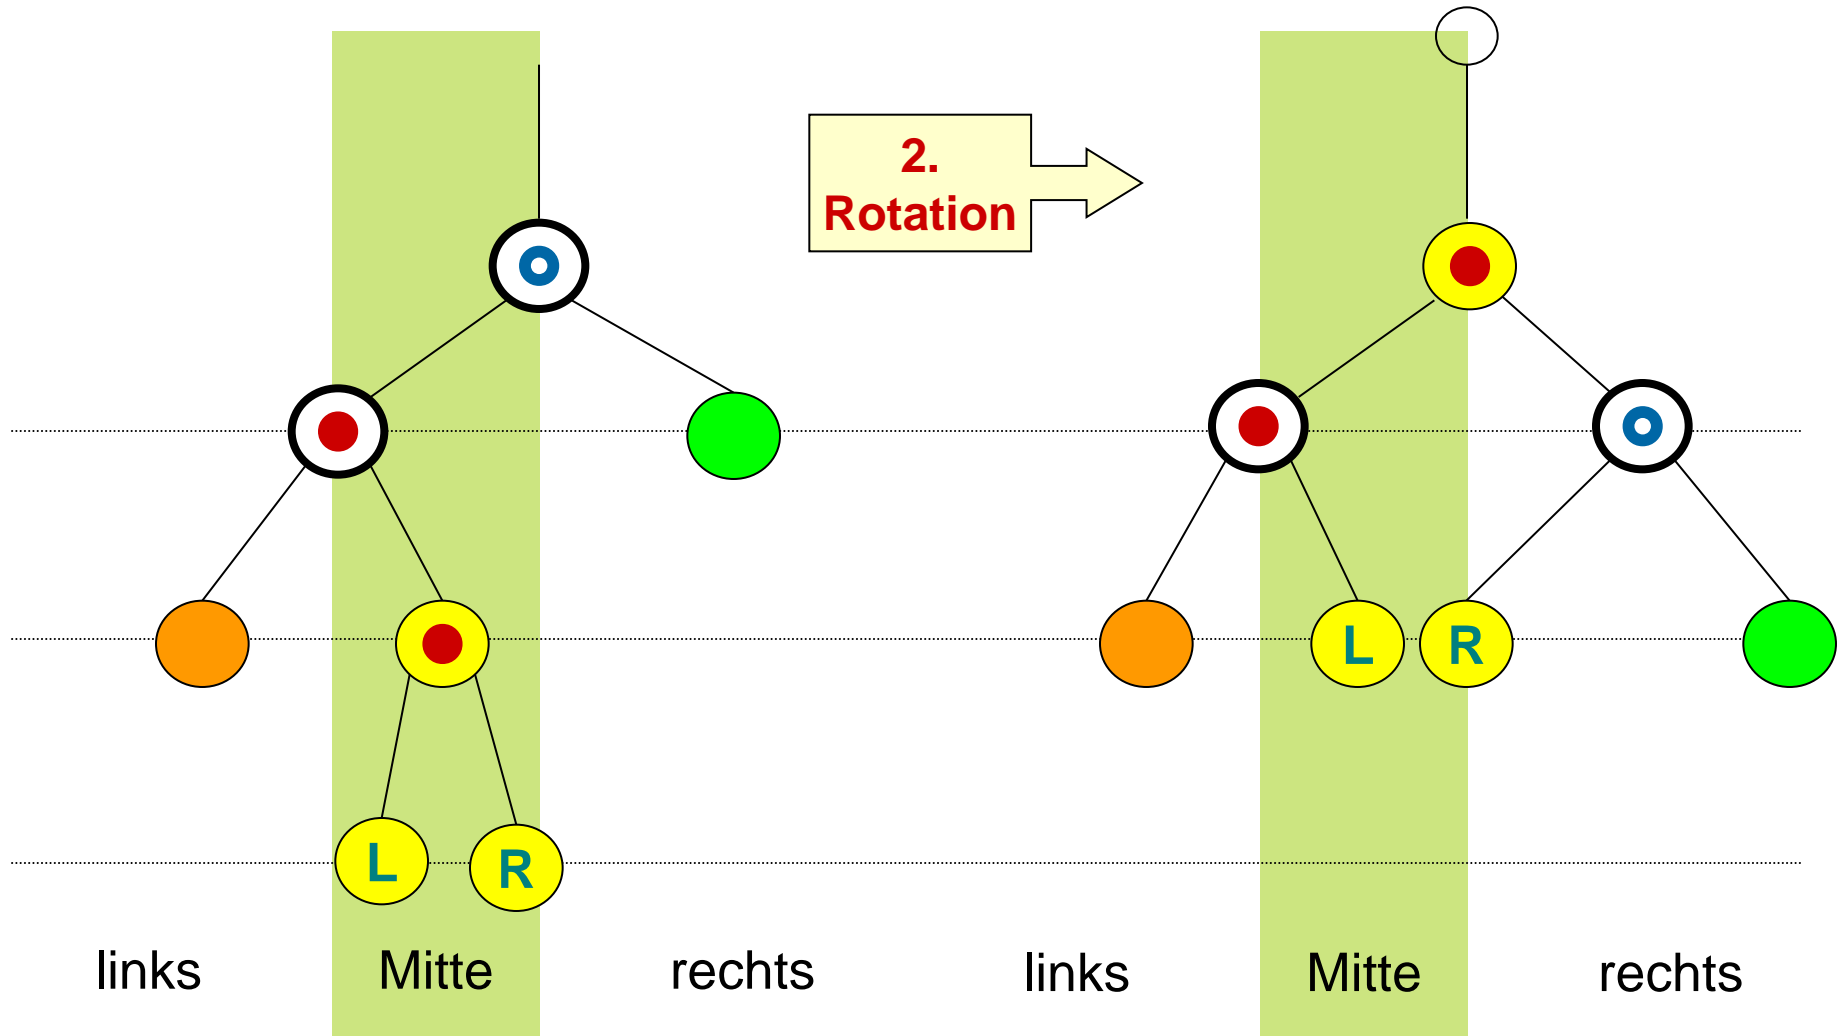 2.
Rotation
L R
L R
links Mitte rechts links Mitte rechts